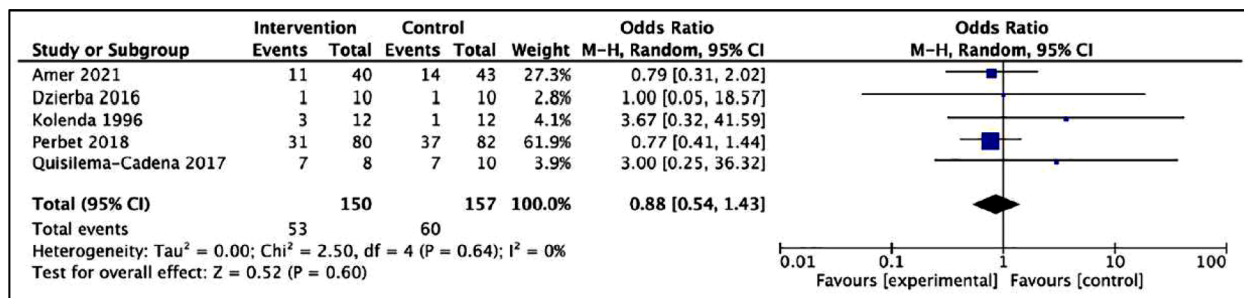 Intervention Control Odds Ratio Odds Ratio
Study or Subgroup Events Total Events Total Weight M-H, Random, 95% CI M-H, Random, 95% CI
Amer 2021 11 40 14 43 27.3% 0.79 [0.31, 2.02]
Dzierba 2016 1 10 1 10 2.8% 1.00 [0.05, 18.57]
Kolenda 1996 3 12 1 12 4.1% 3.67 [0.32, 41.59]
Perbet 2018 31 80 37 82 61.9% 0.77 [0.41, 1.44]
Quisilema-Cadena 2017 7 8 7 10 3.9% 3.00 [0.25, 36.32]
Total (95% CI) 150 157 100.0% 0.88 [0.54, 1.43]
Total events 53 60
Heterogeneity: Tau² = 0.00; Chi² = 2.50, df = 4 (P = 0.64); I² = 0%
Test for overall effect: Z = 0.52 (P = 0.60)
0.01 0.1 1 10 100
Favours [experimental] Favours [control]